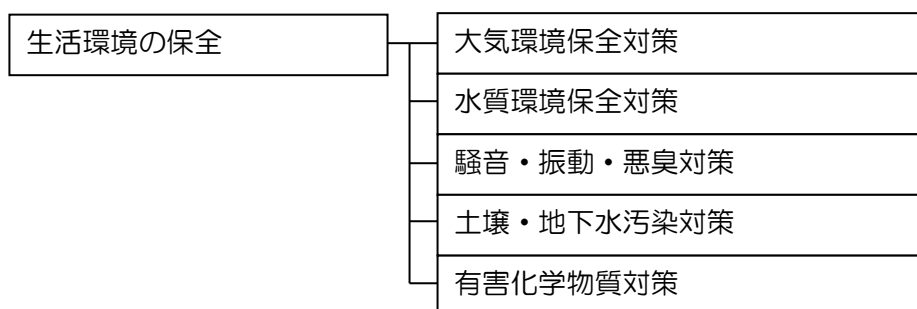 生活環境の保全
大気環境保全対策
水質環境保全対策
騒音・振動・悪臭対策
土壌・地下水汚染対策
有害化学物質対策